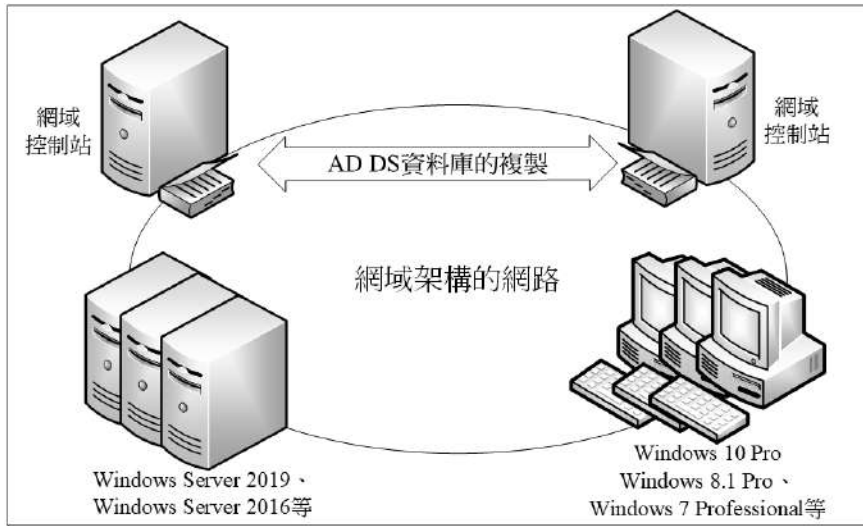 網域
控制站
網域
控制站
AD DS資料庫的複製
網域架構的網路
Windows Server 2019、
Windows Server 2016等
Windows 10 Pro
Windows 8.1 Pro、
Windows 7 Professional等